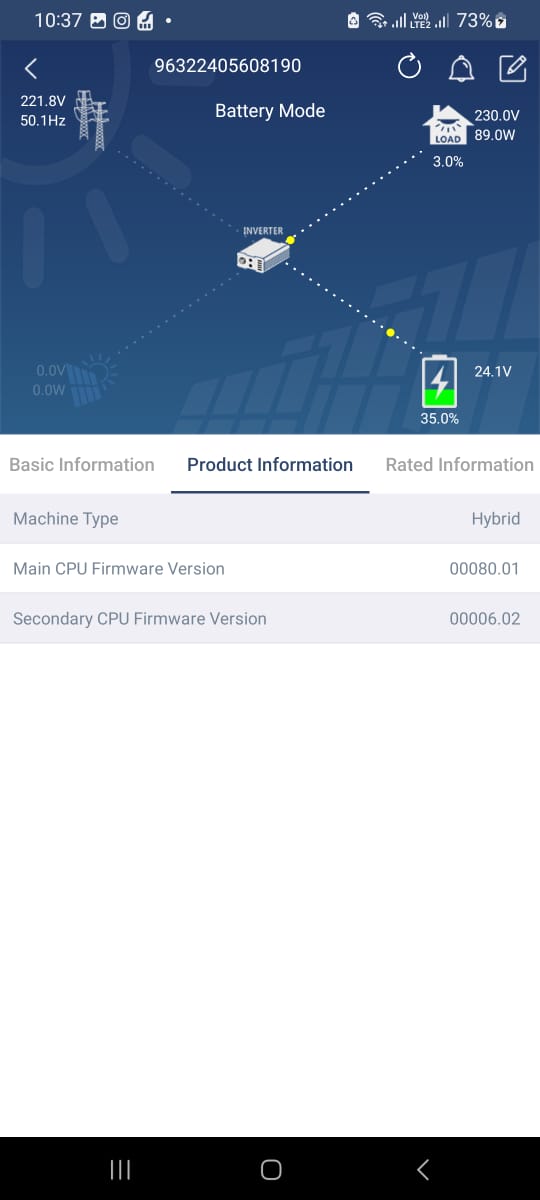 10:37
Vo)) LTE2
73%
96322405608190
221.8V
50.1Hz
Battery Mode
LOAD
230.0V
89.0W
3.0%
INVERTER
0.0V
0.0W
24.1V
35.0%
Basic Information
Product Information
Rated Information
Machine Type Hybrid
Main CPU Firmware Version 00080.01
Secondary CPU Firmware Version 00006.02